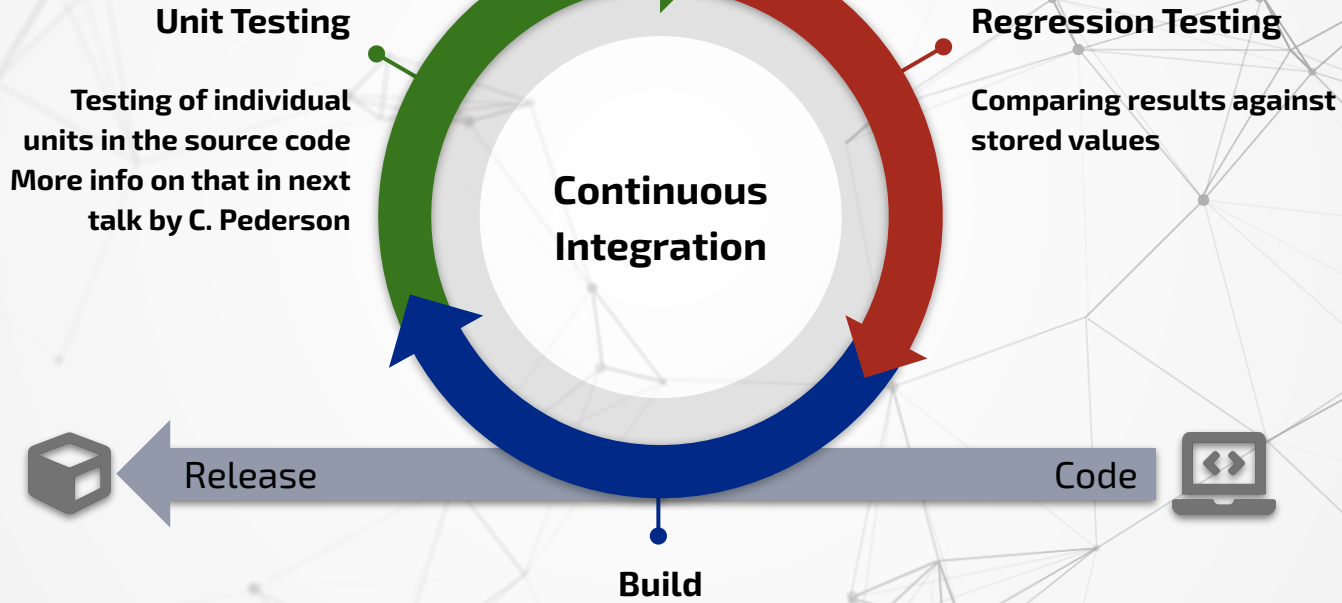 Unit Testing
Testing of individual
units in the source code
More info on that in next
talk by C. Pederson
Regression Testing
Comparing results against
stored values
Continuous
Integration
Release
Code
Build